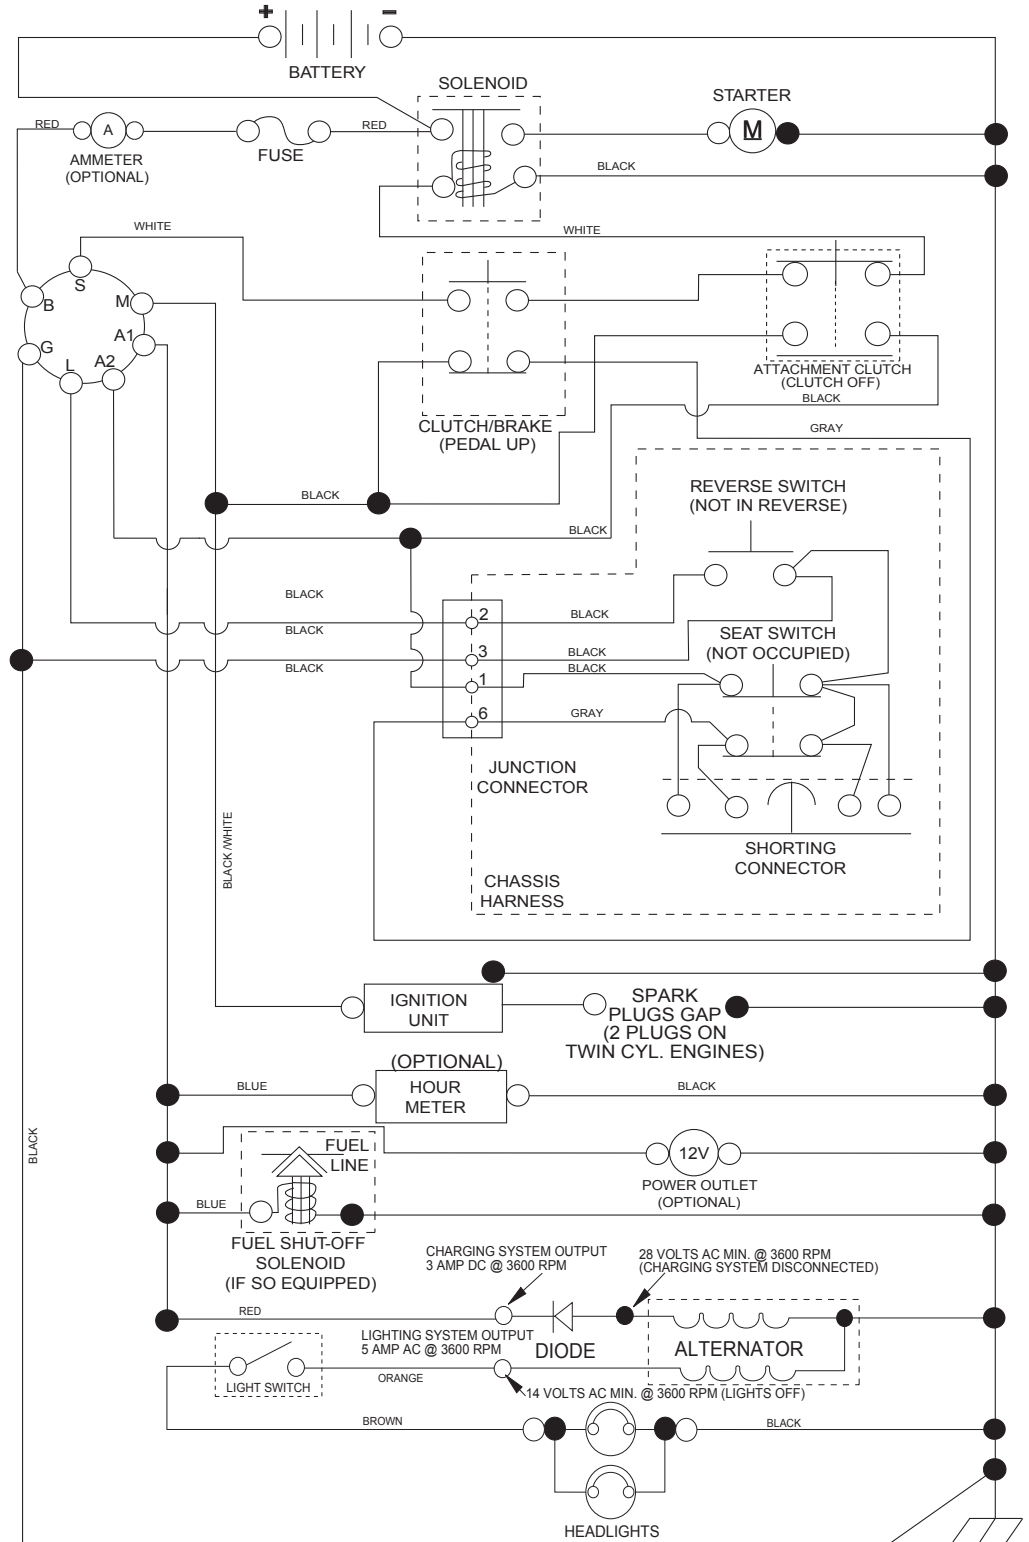 + -
BATTERY
SOLENOID
STARTER
RED
A
RED
M
FUSE
AMMETER
(OPTIONAL)
BLACK
WHITE
WHITE
S
B
M
A1
G
A2
L
ATTACHMENT CLUTCH
(CLUTCH OFF)
BLACK
CLUTCH/BRAKE
(PEDAL UP)
GRAY
BLACK
REVERSE SWITCH
(NOT IN REVERSE)
BLACK
BLACK
2
BLACK
BLACK
SEAT SWITCH
(NOT OCCUPIED)
3
BLACK
BLACK
BLACK
1
6
GRAY
JUNCTION
CONNECTOR
SHORTING
CONNECTOR
BLACK/WHITE
CHASSIS
HARNESS
IGNITION
UNIT
SPARK
PLUGS GAP
(2 PLUGS ON
TWIN CYL. ENGINES)
(OPTIONAL)
HOUR
METER
BLUE
BLACK
BLACK
FUEL
LINE
12V
POWER OUTLET
(OPTIONAL)
BLUE
FUEL SHUT-OFF
SOLENOID
(IF SO EQUIPPED)
CHARGING SYSTEM OUTPUT
3 AMP DC @ 3600 RPM
28 VOLTS AC MIN. @ 3600 RPM
(CHARGING SYSTEM DISCONNECTED)
RED
LIGHTING SYSTEM OUTPUT
5 AMP AC @ 3600 RPM
DIODE
ALTERNATOR
LIGHT SWITCH
ORANGE
14 VOLTS AC MIN. @ 3600 RPM (LIGHTS OFF)
BROWN
BLACK
HEADLIGHTS